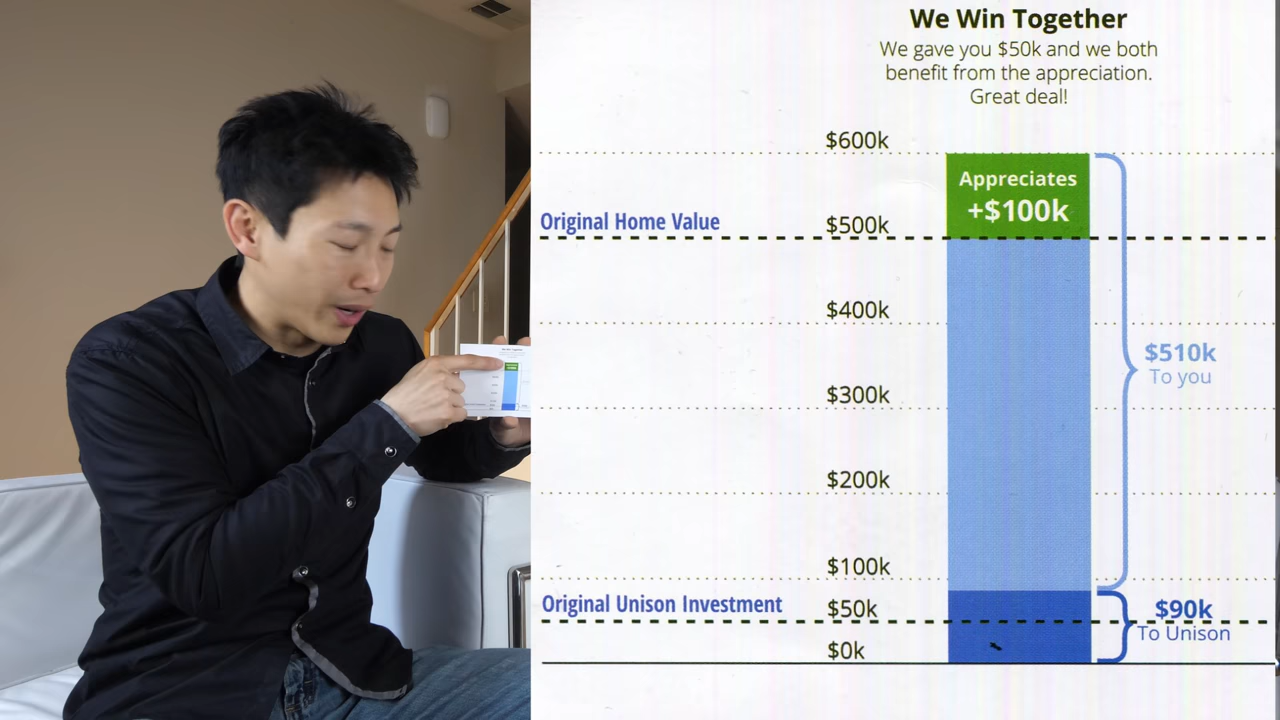 We Win Together
We gave you $50k and we both
benefit from the appreciation.
Great deal!
$600k
Appreciates
+$100k
Original Home Value
$500k
$400k
$510k
To you
$300k
$200k
$100k
Original Unison Investment
$50k
$90k
To Unison
$0k